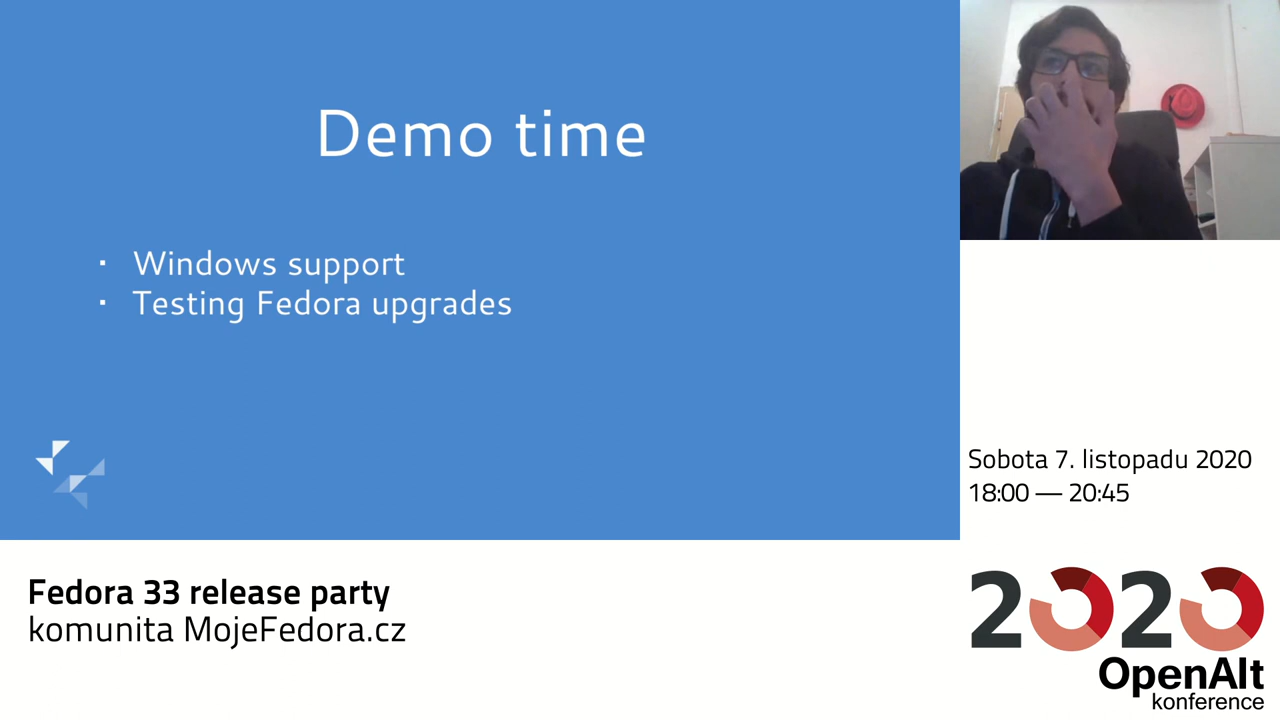 Demo time
· Windows support
· Testing Fedora upgrades
Sobota 7. listopadu 2020
18:00 — 20:45
Fedora 33 release party
komunita MojeFedora.cz
2020
OpenAlt
konference